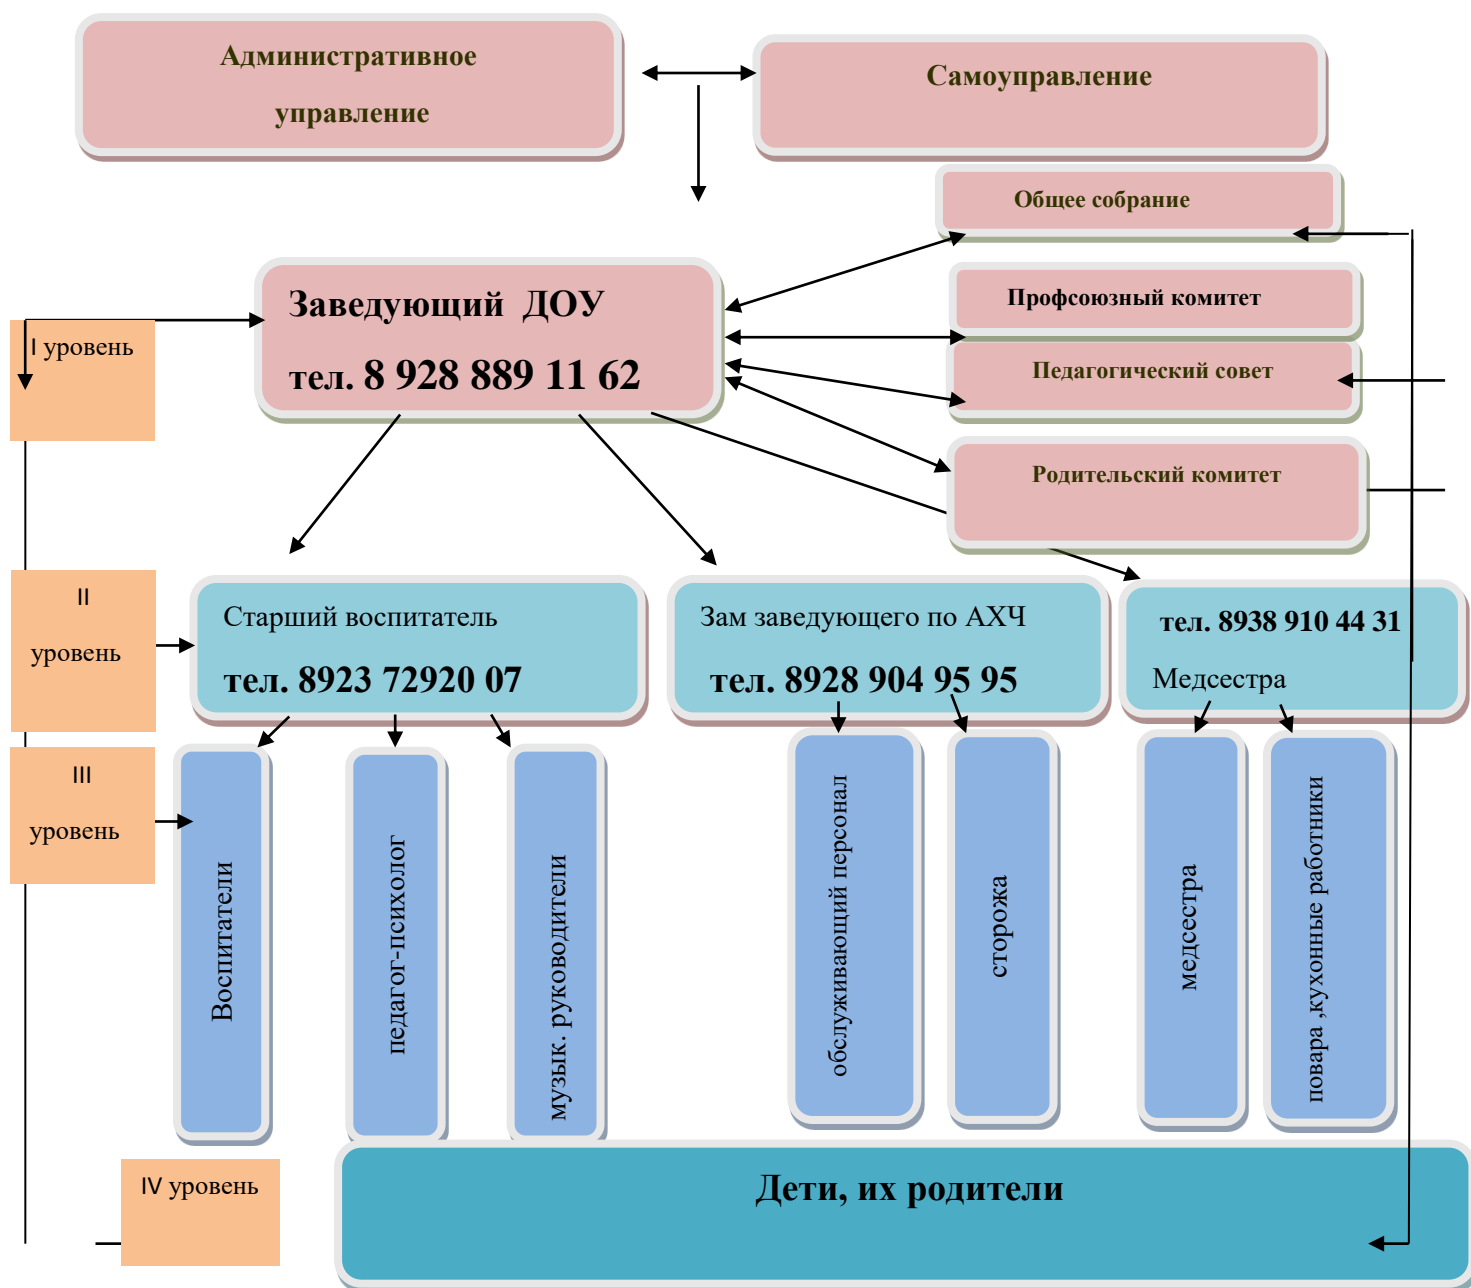 Административное
управление
Самоуправление
Общее собрание
Заведующий ДОУ
тел. 8 928 889 11 62
Профсоюзный комитет
Педагогический совет
Родительский комитет
I уровень
II
уровень
Старший воспитатель
тел. 8923 72920 07
Зам заведующего по АХЧ
тел. 8928 904 95 95
тел. 8938 910 44 31
Медсестра
III
уровень
Воспитатели
педагог-психолог
музык. руководители
обслуживающий персонал
сторожа
медсестра
повара ,кухонные работники
IV уровень
Дети, их родители